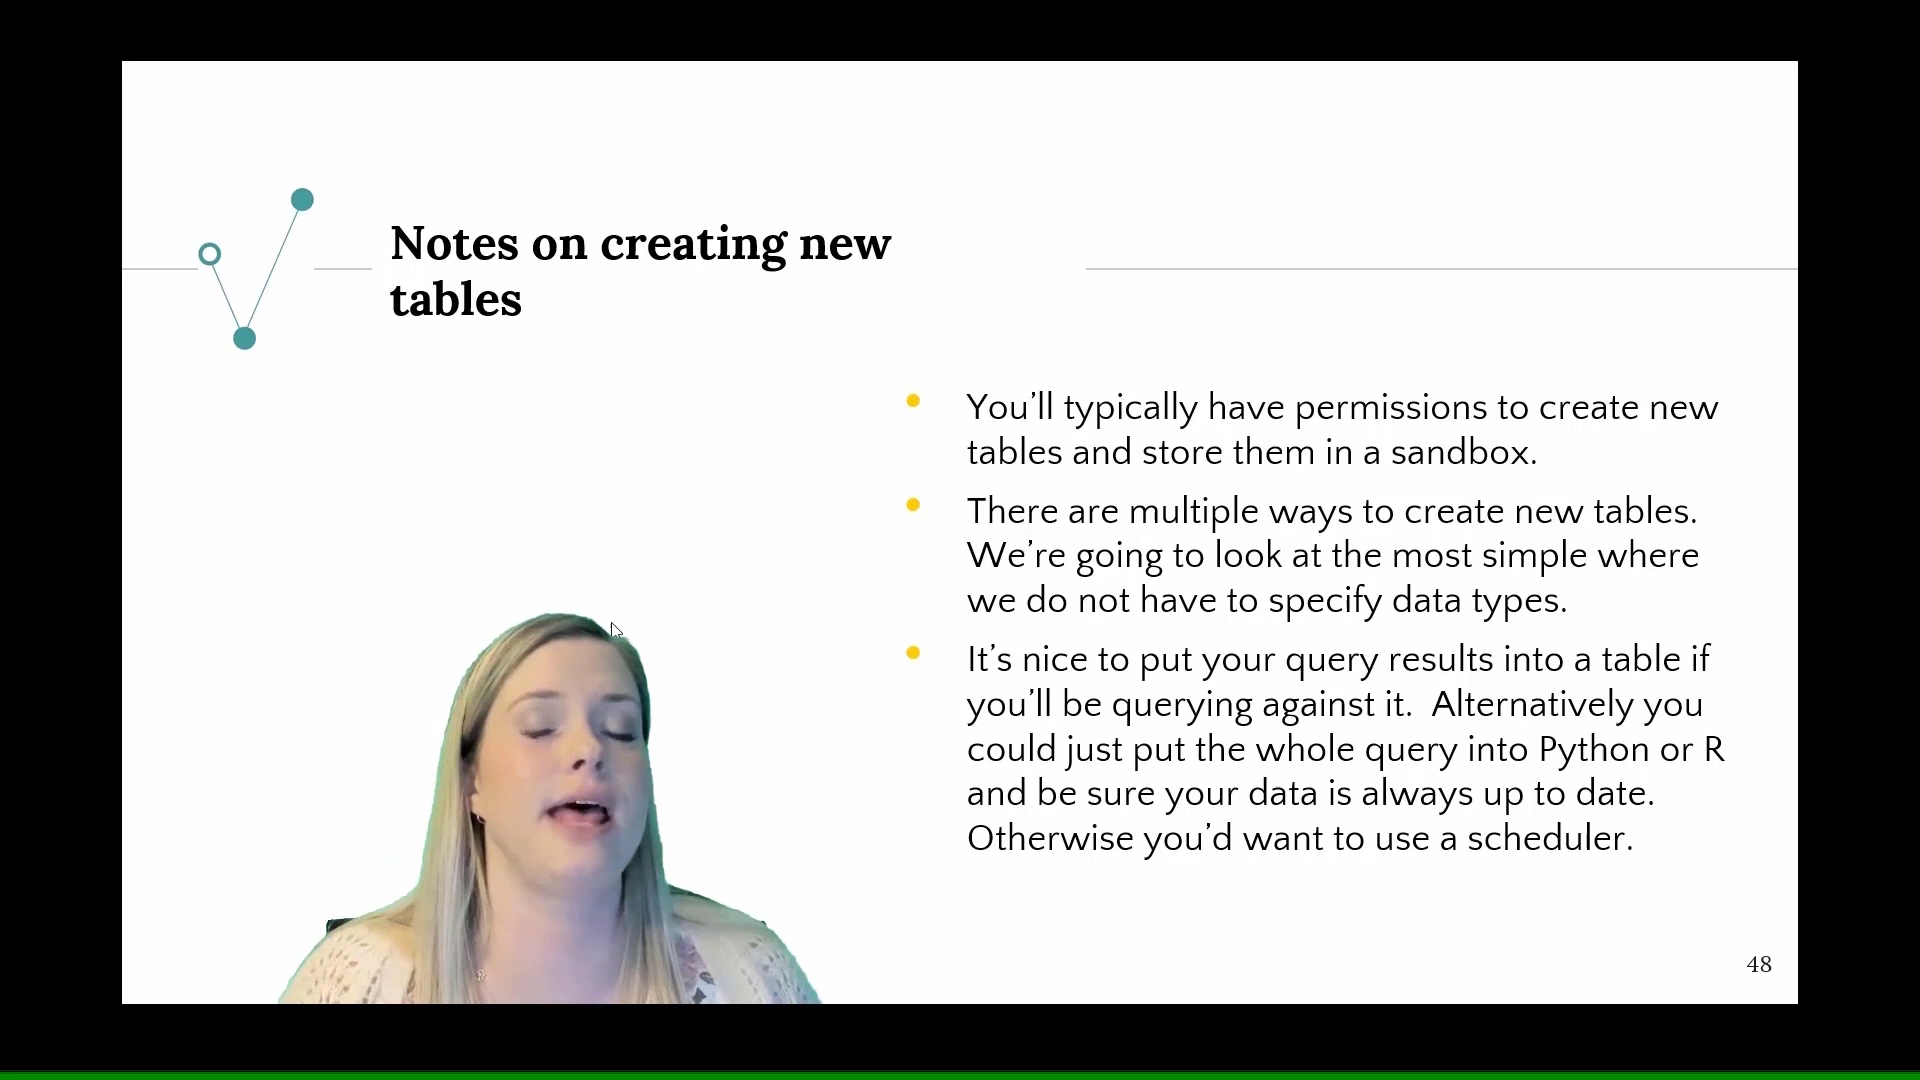 Notes on creating new
tables
You’ll typically have permissions to create new
tables and store them in a sandbox.
There are multiple ways to create new tables.
We’re going to look at the most simple where
we do not have to specify data types.
It’s nice to put your query results into a table if
you’ll be querying against it.  Alternatively you
could just put the whole query into Python or R
and be sure your data is always up to date.
Otherwise you’d want to use a scheduler.
48